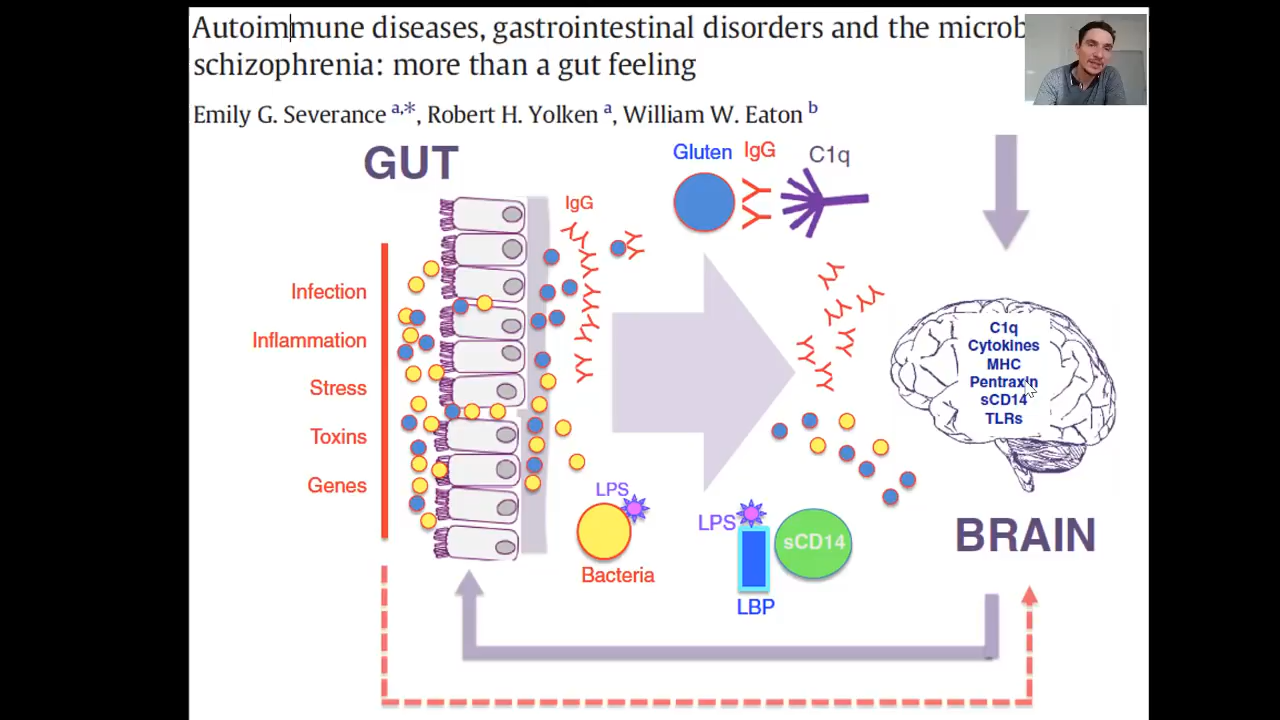 Autoimmune diseases, gastrointestinal disorders and the microb
schizophrenia: more than a gut feeling
Emily G. Severance a,*, Robert H. Yolken a, William W. Eaton b
GUT
Gluten
IgG
C1q
IgG
Infection
Inflammation
Stress
Toxins
Genes
C1q
Cytokines
MHC
Pentraxin
sCD14
TLRs
LPS
Bacteria
LPS
sCD14
LBP
BRAIN